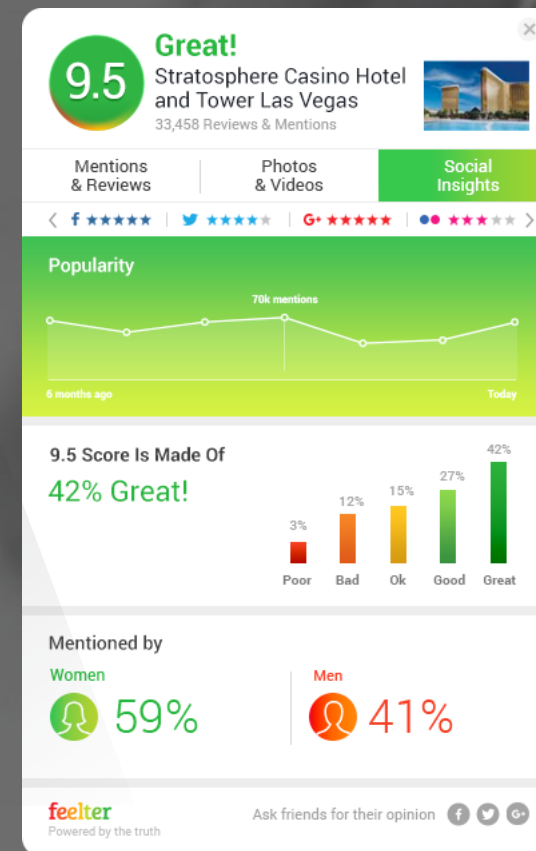 9.5
Great!
Stratosphere Casino Hotel
and Tower Las Vegas
33,458 Reviews & Mentions
Mentions
& Reviews
Photos
& Videos
Social
Insights
Popularity
70k mentions
6 months ago
Today
9.5 Score Is Made Of
42% Great!
3%
12%
15%
27%
42%
Poor
Bad
Ok
Good
Great
Mentioned by
Women
59%
Men
41%
feelter
Powered by the truth
Ask friends for their opinion